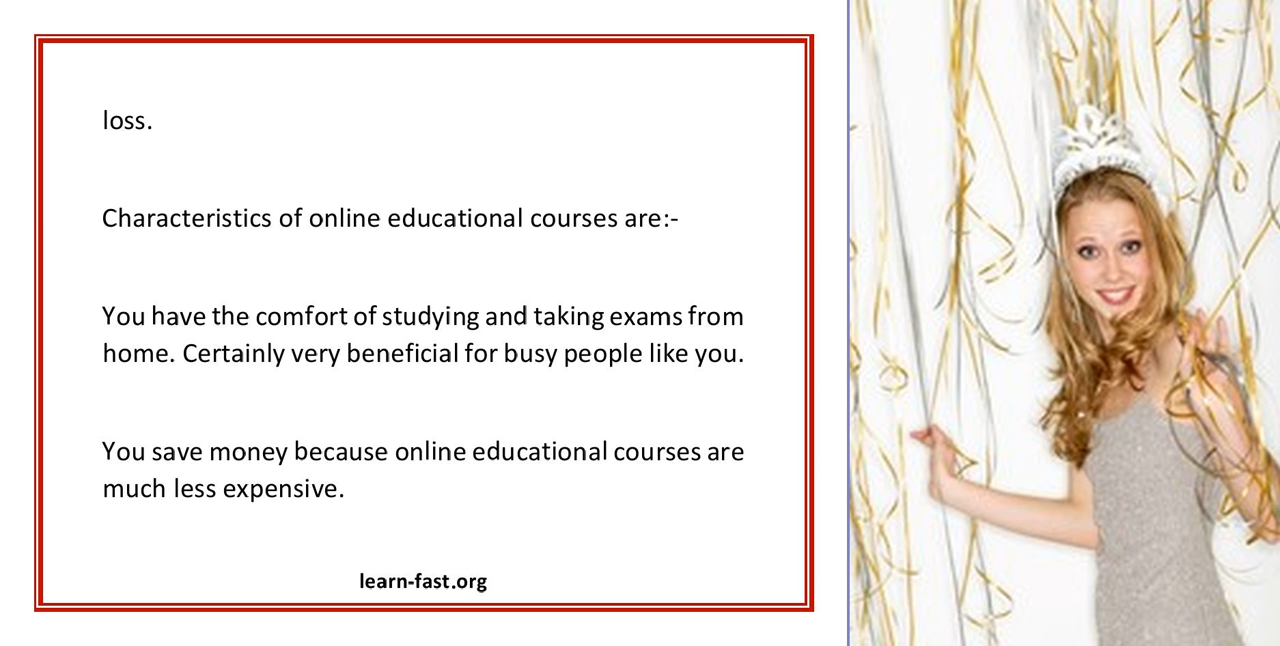 loss.
Characteristics of online educational courses are:-
You have the comfort of studying and taking exams from
home. Certainly very beneficial for busy people like you.
You save money because online educational courses are
much less expensive.
learn-fast.org